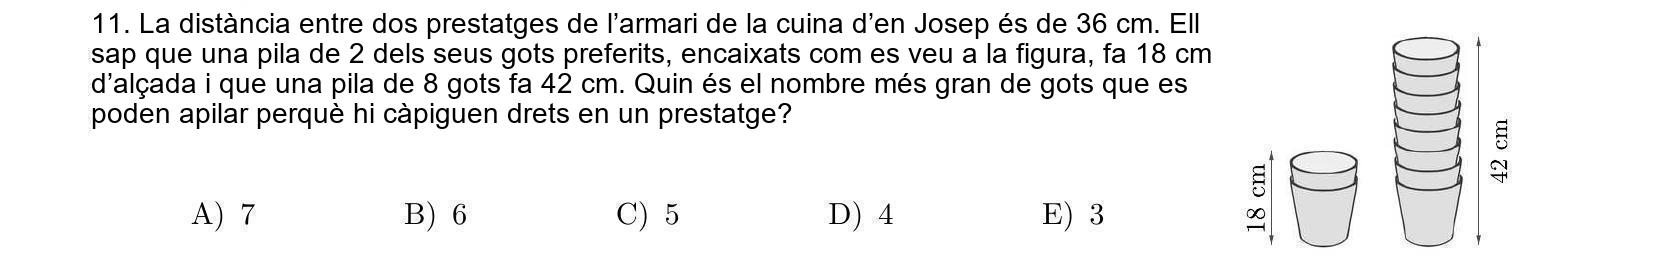 11. La distància entre dos prestatges de l’armari de la cuina d’en Josep és de 36 cm. Ell
sap que una pila de 2 dels seus gots preferits, encaixats com es veu a la figura, fa 18 cm
d’alçada i que una pila de 8 gots fa 42 cm. Quin és el nombre més gran de gots que es
poden apilar perquè hi càpiguen drets en un prestatge?
A) 7 B) 6 C) 5 D) 4 E) 3
18 cm
42 cm